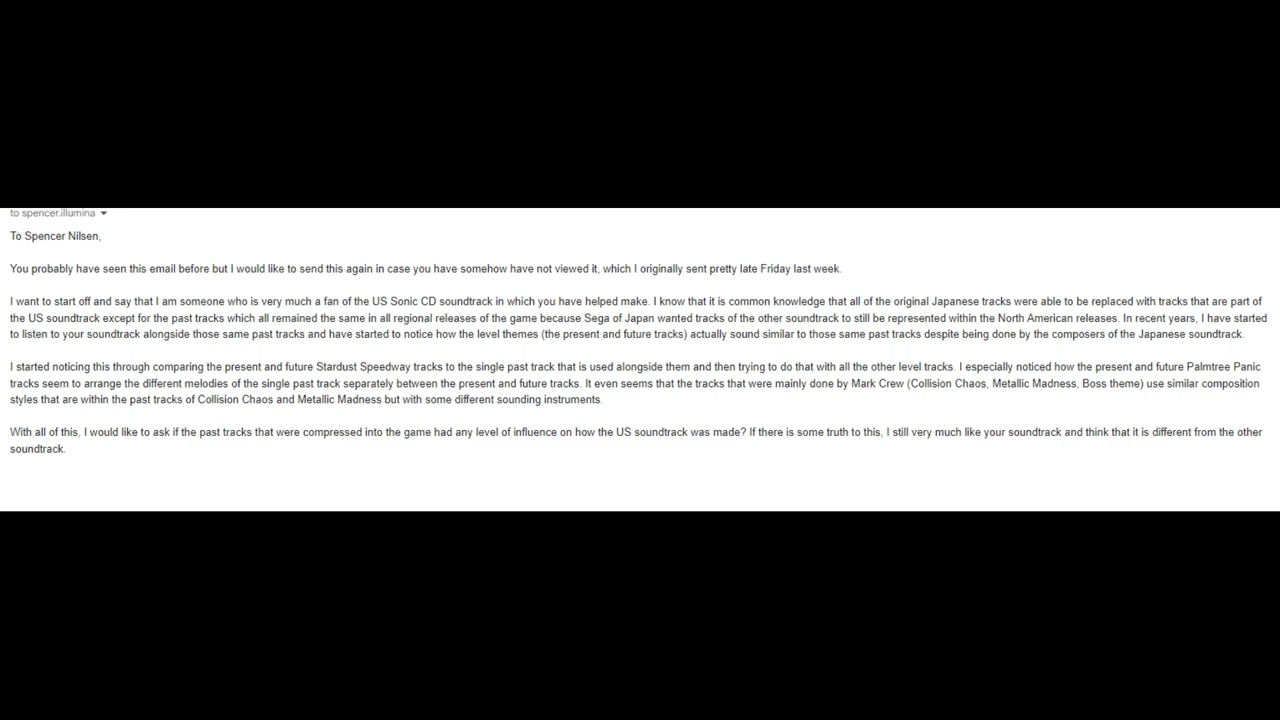 to spencer.illumina
To Spencer Nilsen,
You probably have seen this email before but I would like to send this again in case you have somehow have not viewed it, which I originally sent pretty late Friday last week.
I want to start off and say that I am someone who is very much a fan of the US Sonic CD soundtrack in which you have helped make. I know that it is common knowledge that all of the original Japanese tracks were able to be replaced with tracks that are part of
the US soundtrack except for the past tracks which all remained the same in all regional releases of the game because Sega of Japan wanted tracks of the other soundtrack to still be represented within the North American releases. In recent years, I have started
to listen to your soundtrack alongside those same past tracks and have started to notice how the level themes (the present and future tracks) actually sound similar to those same past tracks despite being done by the composers of the Japanese soundtrack.
I started noticing this through comparing the present and future Stardust Speedway tracks to the single past track that is used alongside them and then trying to do that with all the other level tracks. I especially noticed how the present and future Palmtree Panic
tracks seem to arrange the different melodies of the single past track separately between the present and future tracks. It even seems that the tracks that were mainly done by Mark Crew (Collision Chaos, Metallic Madness, Boss theme) use similar composition
styles that are within the past tracks of Collision Chaos and Metallic Madness but with some different sounding instruments.
With all of this, I would like to ask if the past tracks that were compressed into the game had any level of influence on how the US soundtrack was made? If there is some truth to this, I still very much like your soundtrack and think that it is different from the other
soundtrack.